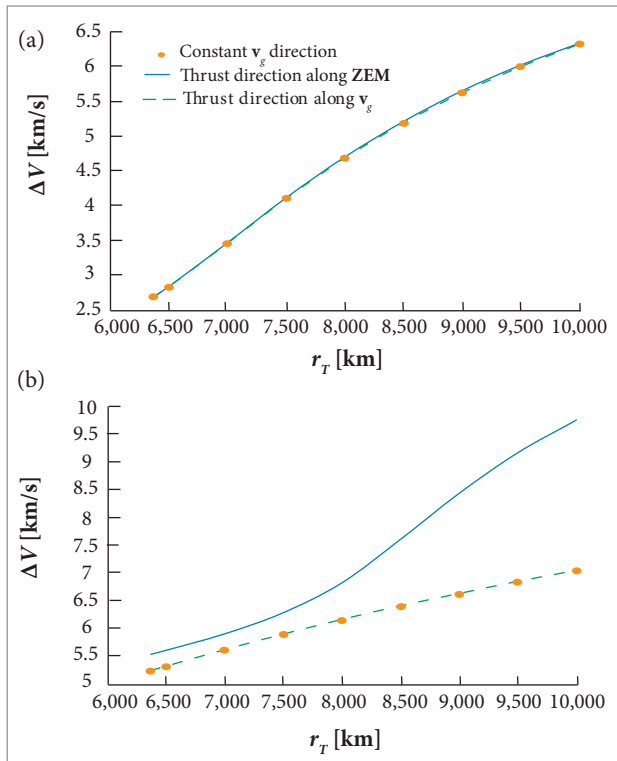 (a)
Constant v_g direction
Thrust direction along ZEM
Thrust direction along v_g
ΔV [km/s]
6.5
6
5.5
5
4.5
4
3.5
3
2.5
6,000 6,500 7,000 7,500 8,000 8,500 9,000 9,500 10,000
r_T [km]
(b)
ΔV [km/s]
10
9.5
9
8.5
8
7.5
7
6.5
6
5.5
5
6,000 6,500 7,000 7,500 8,000 8,500 9,000 9,500 10,000
r_T [km]